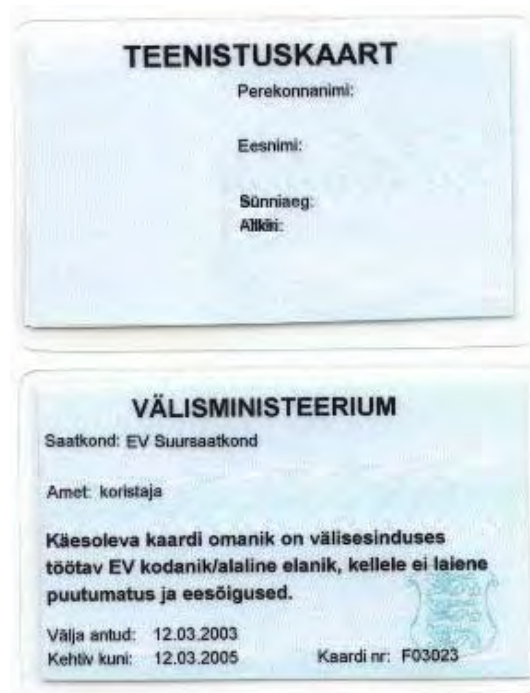 TEENISTUSKAART
Perekonnanimi:
Eesnimi:
Sünniaeg:
Allkiri:
VÄLISMINISTEERIUM
Saatkond: EV Suursaatkond
Amet: koristaja
Käesoleva kaardi omanik on välisesinduses
töötav EV kodanik/alaline elanik, kellele ei laiene
puutumatus ja eesõigused.
Välja antud: 12.03.2003
Kehtiv kuni: 12.03.2005 Kaardi nr: F03023